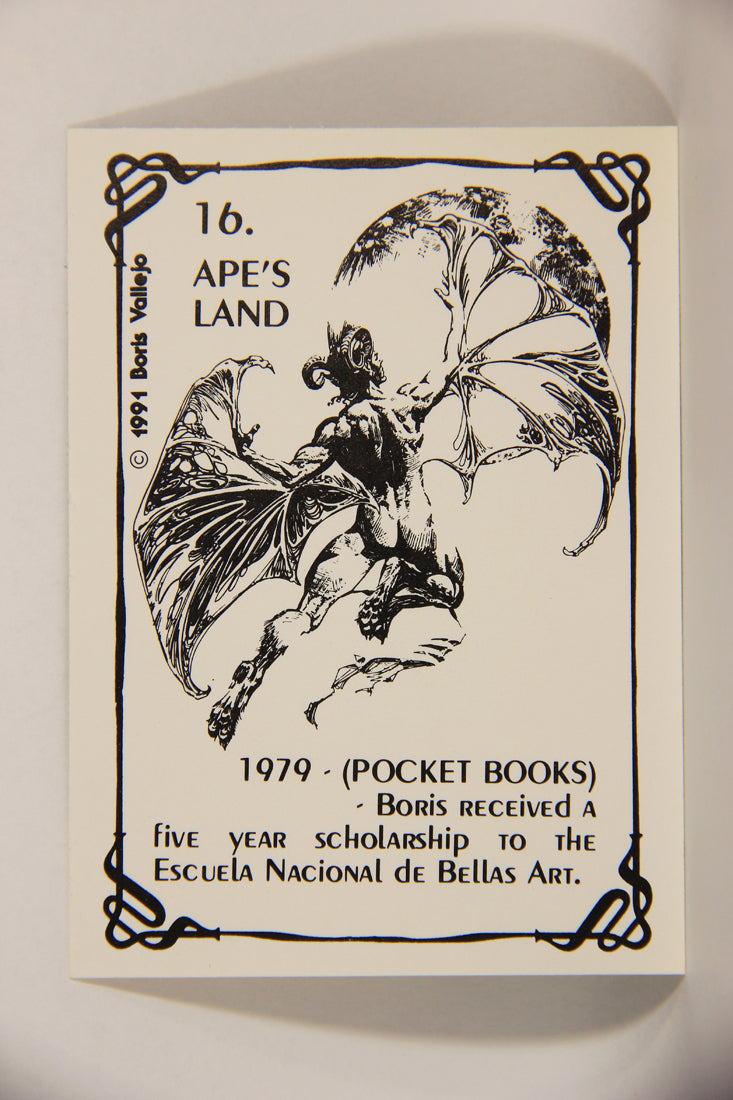 16.
APE'S
LAND
© 1991 Boris Vallejo
1979 - (POCKET BOOKS)
- Boris received a
five year scholarship to the
Escuela Nacional de Bellas Art.